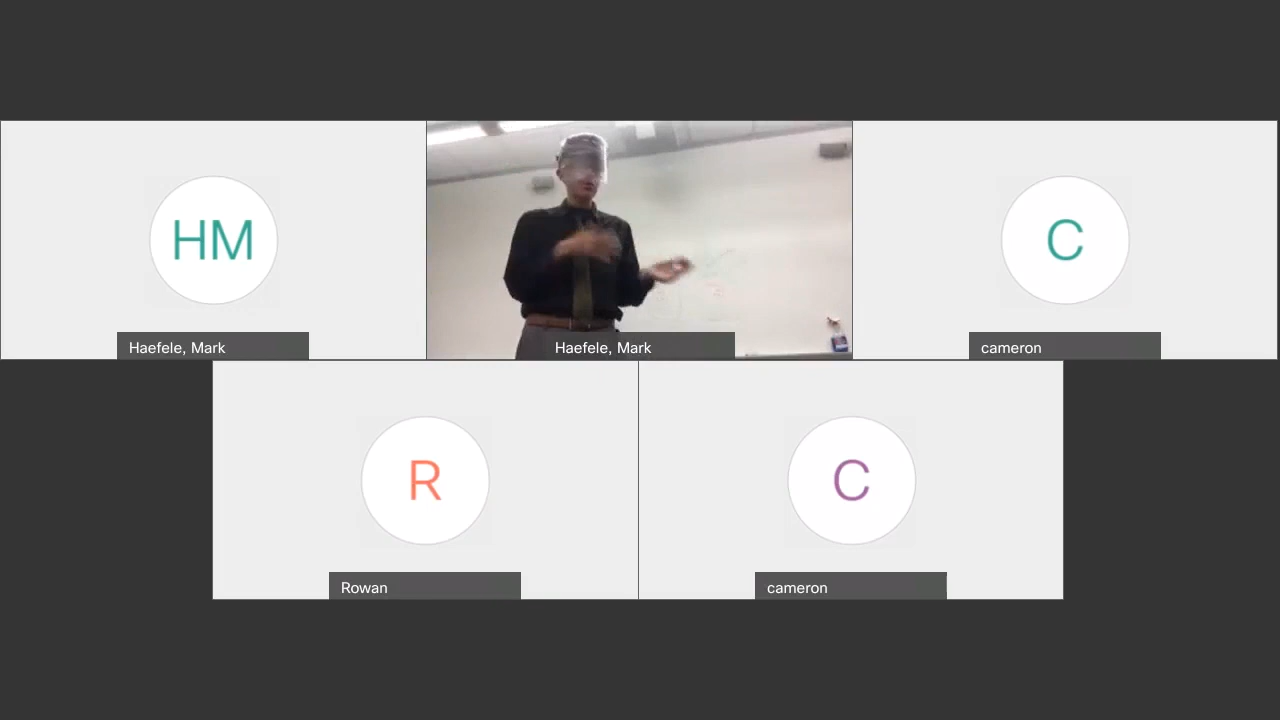 HM
Haefele, Mark
Haefele, Mark
C
cameron
R
Rowan
C
cameron